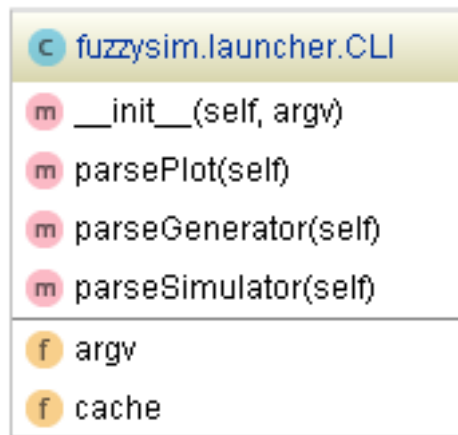 c fuzzysim.launcher.CLI
m __init__(self, argv)
m parsePlot(self)
m parseGenerator(self)
m parseSimulator(self)
f argv
f cache